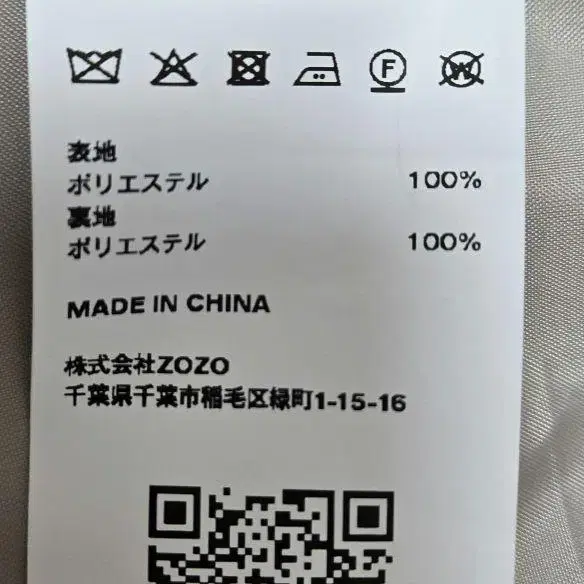 F W
表地
ポリエステル 100%
裏地
ポリエステル 100%
MADE IN CHINA
株式会社ZOZO
千葉県千葉市稲毛区緑町1-15-16